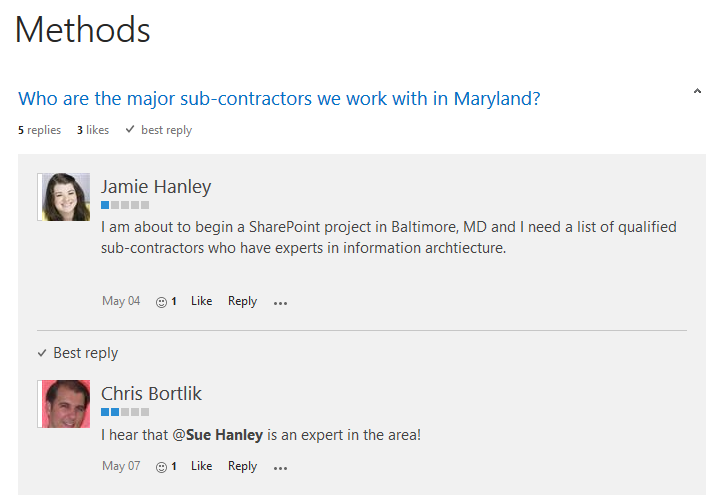 Methods
Who are the major sub-contractors we work with in Maryland?
5 replies 3 likes ✓ best reply
Jamie Hanley
I am about to begin a SharePoint project in Baltimore, MD and I need a list of qualified
sub-contractors who have experts in information archtiecture.
May 04 ☺ 1 Like Reply ...
✓ Best reply
Chris Bortlik
I hear that @Sue Hanley is an expert in the area!
May 07 ☺ 1 Like Reply ...